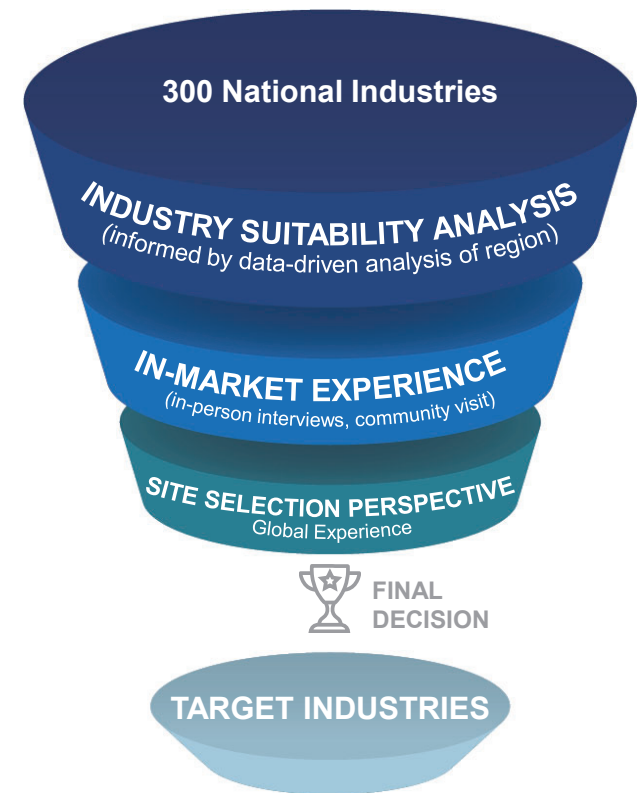 300 National Industries
INDUSTRY SUITABILITY ANALYSIS
(informed by data-driven analysis of region)
IN-MARKET EXPERIENCE
(in-person interviews, community visit)
SITE SELECTION PERSPECTIVE
Global Experience
FINAL
DECISION
TARGET INDUSTRIES